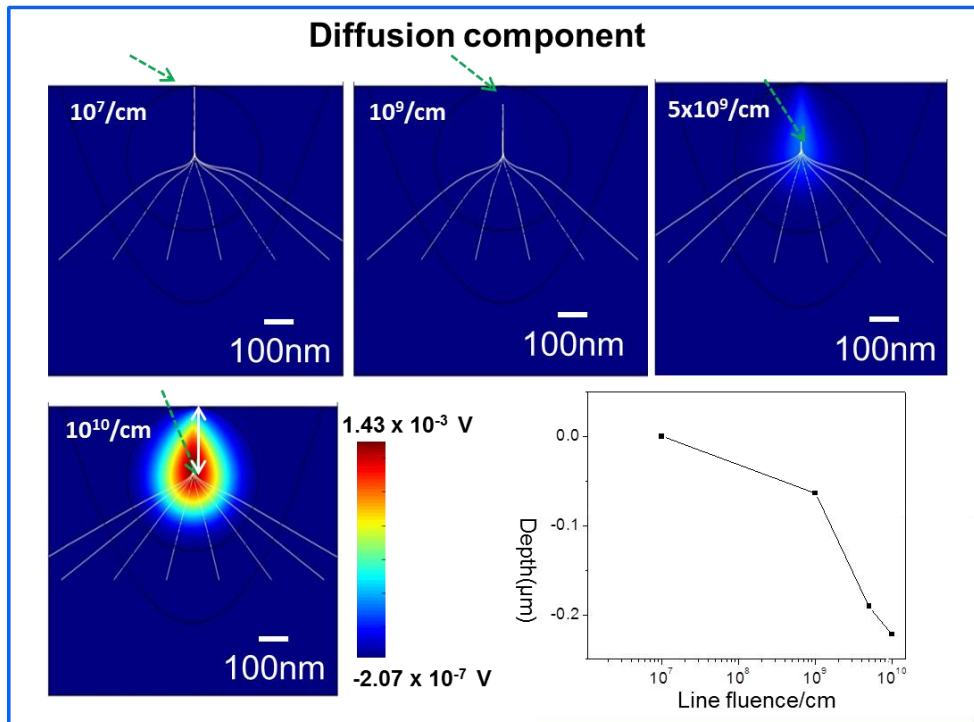 Diffusion component
10⁷/cm
100nm
10⁹/cm
100nm
5x10⁹/cm
100nm
10¹⁰/cm
100nm
1.43 x 10⁻³ V
-2.07 x 10⁻⁷ V
Depth(μm)
0.0
-0.1
-0.2
10⁷
10⁸
10⁹
10¹⁰
Line fluence/cm